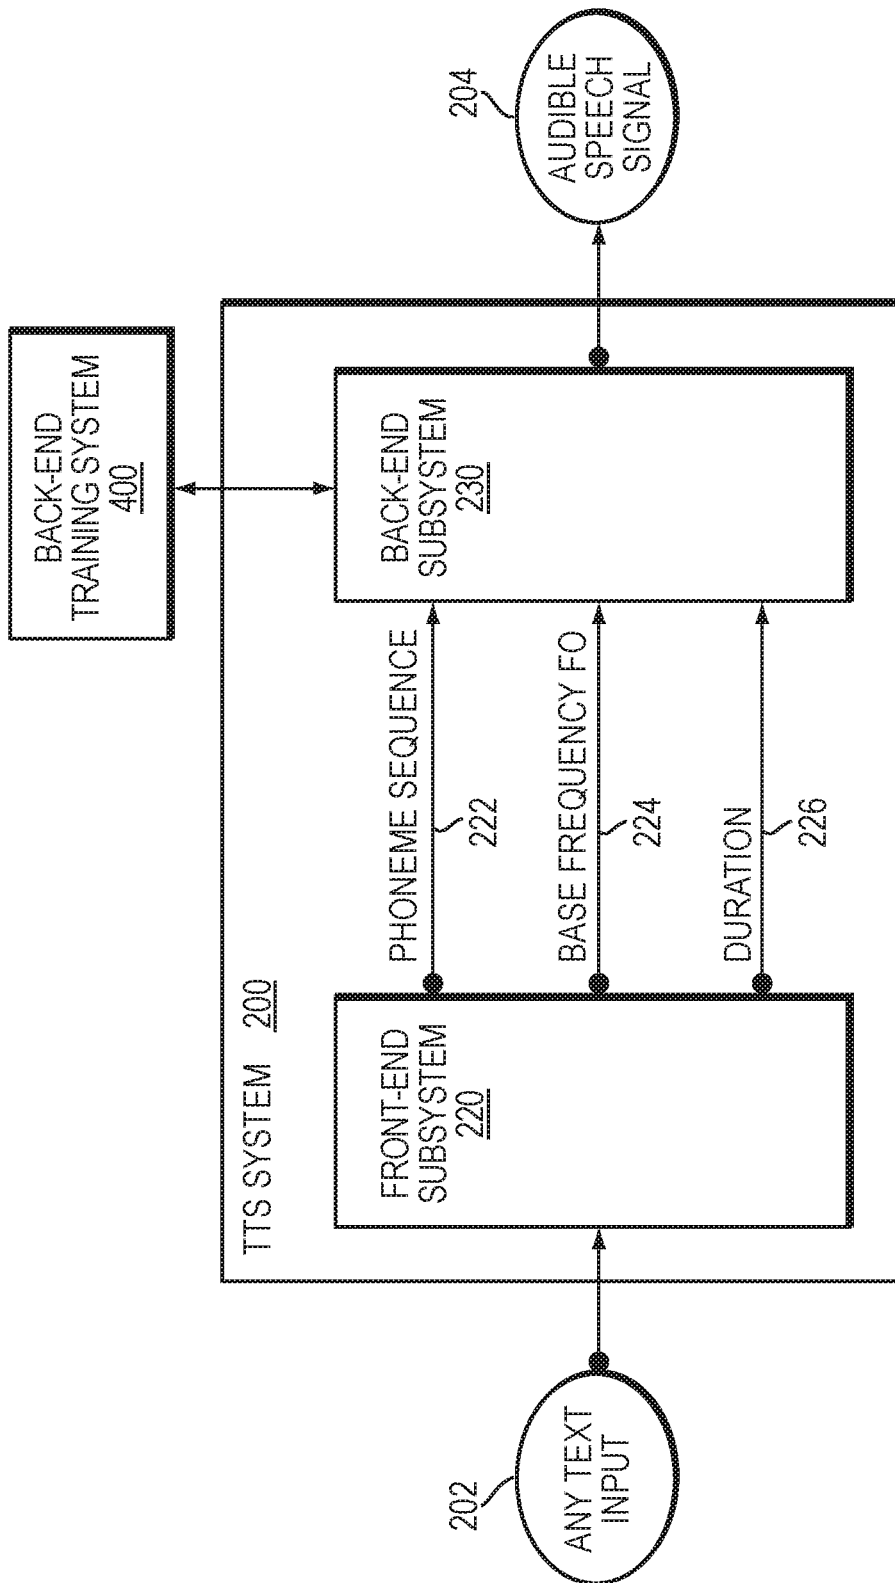 BACK-END
TRAINING SYSTEM
400
TTS SYSTEM 200
202
ANY TEXT
INPUT
FRONT-END
SUBSYSTEM
220
PHONEME SEQUENCE
222
BASE FREQUENCY FO
224
DURATION
226
BACK-END
SUBSYSTEM
230
204
AUDIBLE
SPEECH
SIGNAL